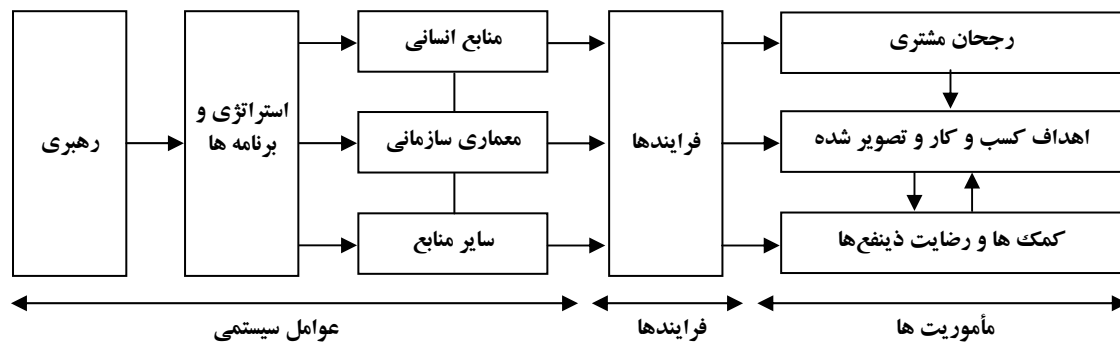 رهبری
استراتژی و
برنامه ها
منابع انسانی
معماری سازمانی
سایر منابع
فرایندها
رجحان مشتری
اهداف کسب و کار و تصویر شده
کمک ها و رضایت ذینفع‌ها
عوامل سیستمی
فرایندها
مأموریت ها